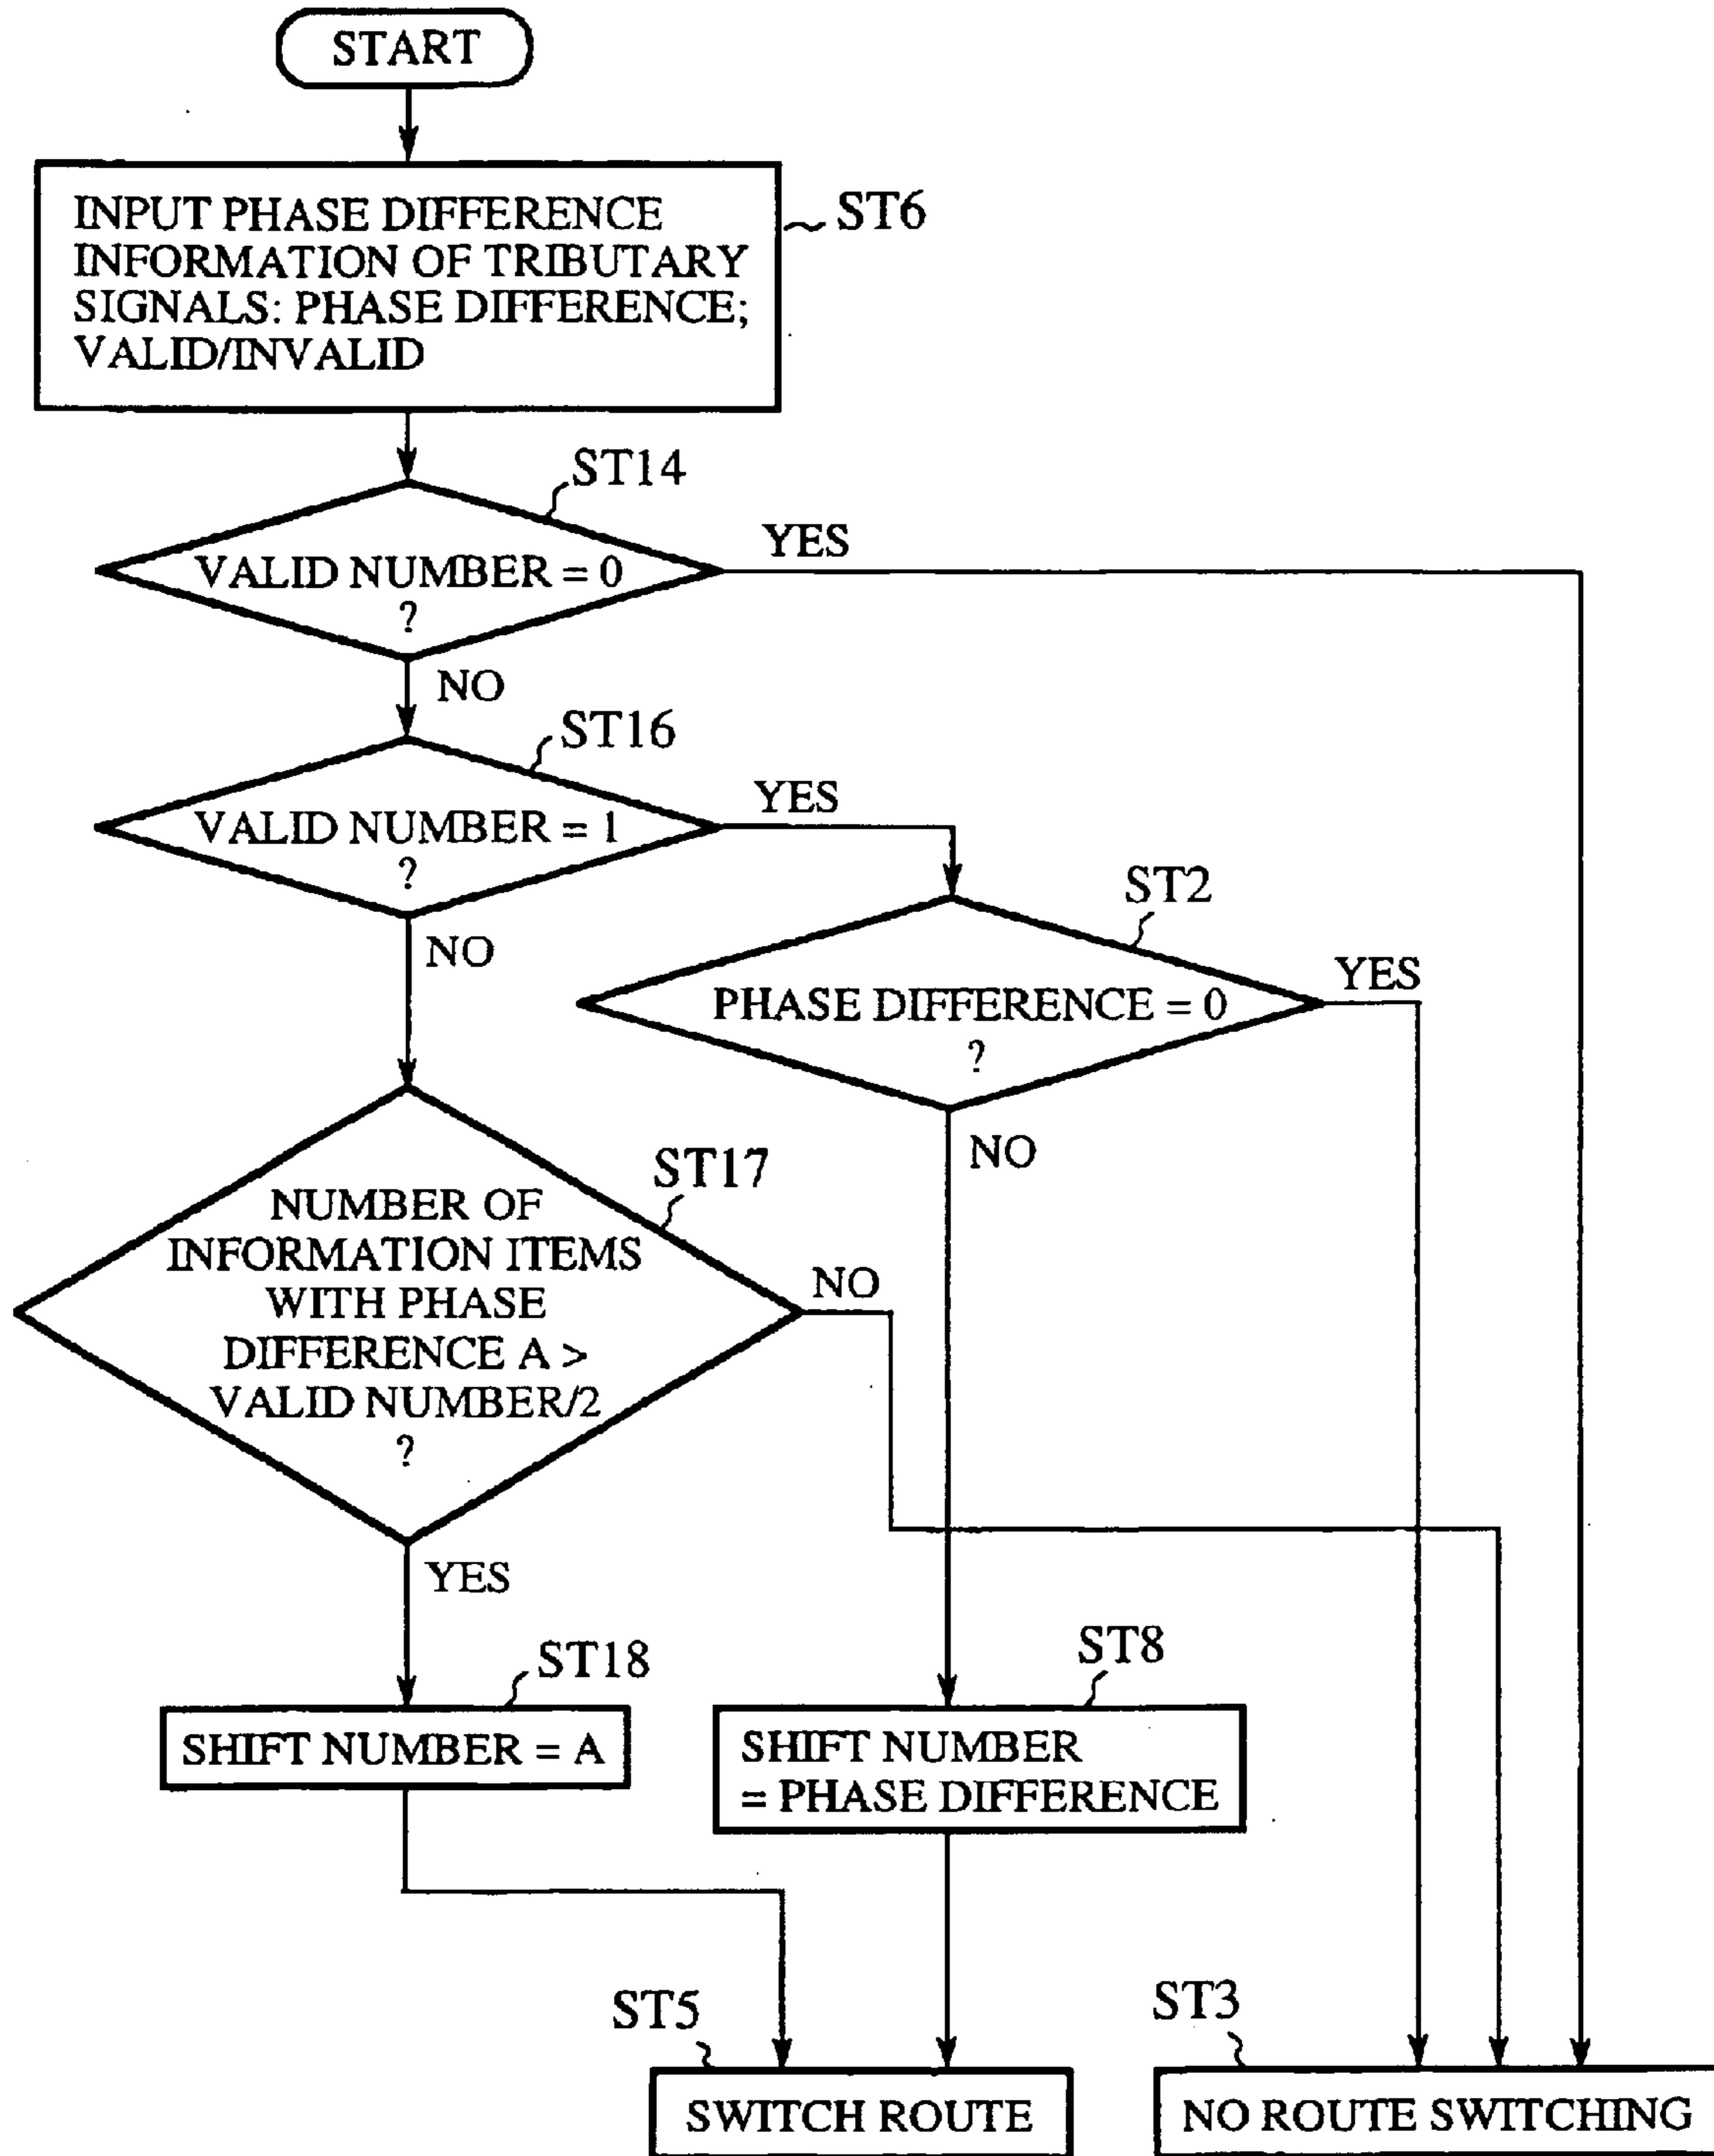 START
INPUT PHASE DIFFERENCE
INFORMATION OF TRIBUTARY
SIGNALS: PHASE DIFFERENCE;
VALID/INVALID
ST6
ST14
VALID NUMBER = 0
?
YES
NO
ST16
VALID NUMBER = 1
?
YES
NO
ST2
PHASE DIFFERENCE = 0
?
YES
NO
ST17
NUMBER OF
INFORMATION ITEMS
WITH PHASE
DIFFERENCE A >
VALID NUMBER/2
?
NO
YES
ST18
SHIFT NUMBER = A
ST8
SHIFT NUMBER
= PHASE DIFFERENCE
ST5
SWITCH ROUTE
ST3
NO ROUTE SWITCHING